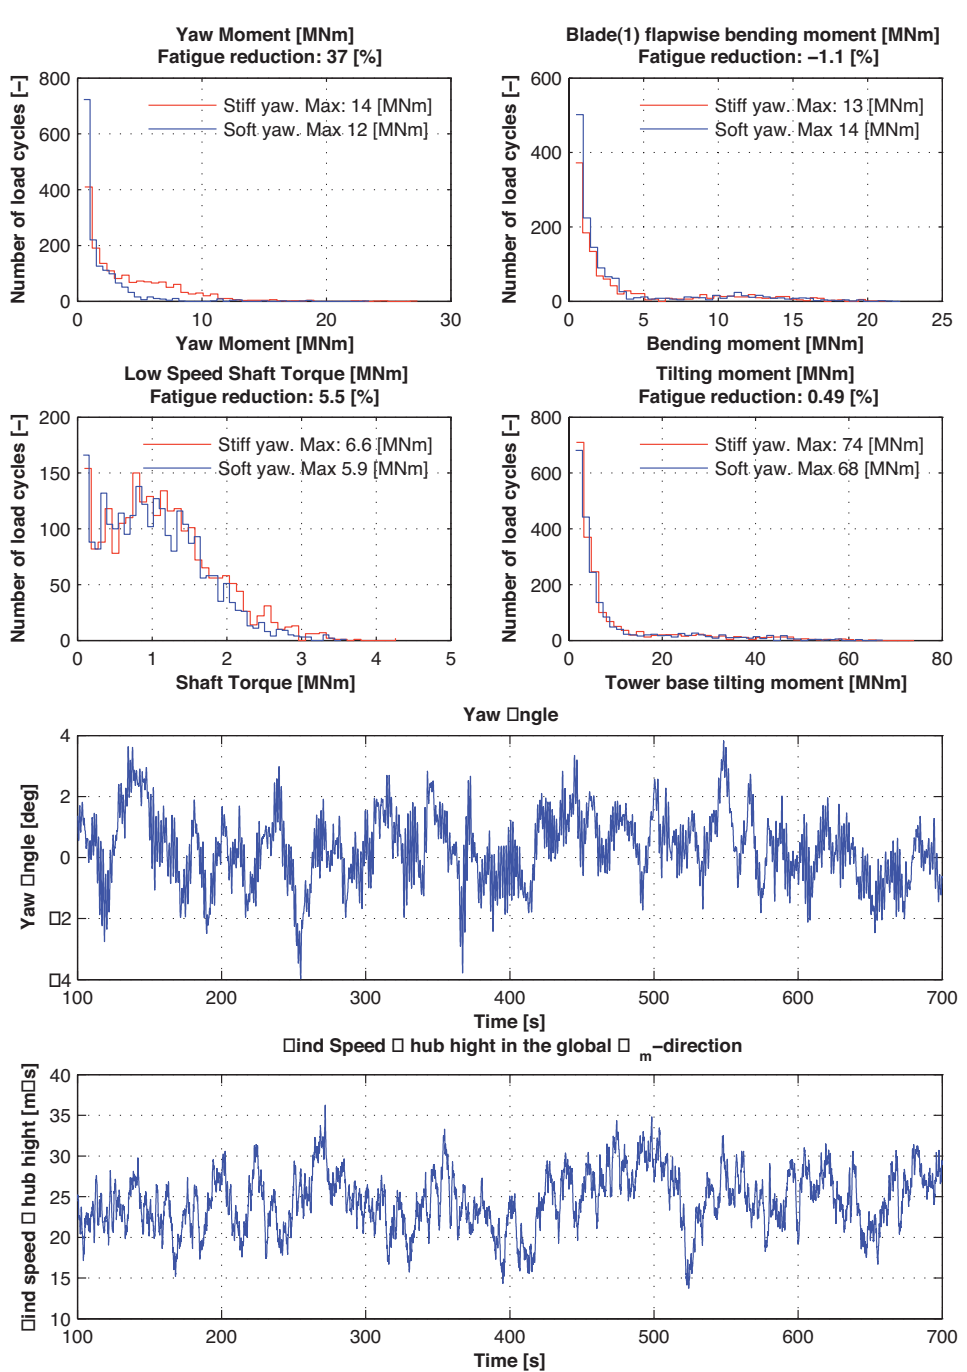 Yaw Moment [MNm]
Fatigue reduction: 37 [%]
Number of load cycles [−]
800
600
400
200
0
Stiff yaw. Max: 14 [MNm]
Soft yaw. Max 12 [MNm]
0 10 20 30
Yaw Moment [MNm]
Blade(1) flapwise bending moment [MNm]
Fatigue reduction: −1.1 [%]
Number of load cycles [−]
600
400
200
0
Stiff yaw. Max: 13 [MNm]
Soft yaw. Max 14 [MNm]
0 5 10 15 20 25
Bending moment [MNm]
Low Speed Shaft Torque [MNm]
Fatigue reduction: 5.5 [%]
Number of load cycles [−]
200
150
100
50
0
Stiff yaw. Max: 6.6 [MNm]
Soft yaw. Max 5.9 [MNm]
0 1 2 3 4 5
Shaft Torque [MNm]
Tilting moment [MNm]
Fatigue reduction: 0.49 [%]
Number of load cycles [−]
800
600
400
200
0
Stiff yaw. Max: 74 [MNm]
Soft yaw. Max 68 [MNm]
0 20 40 60 80
Tower base tilting moment [MNm]
Yaw □ngle
Yaw □ngle [deg]
4
2
0
□2
□4
100 200 300 400 500 600 700
Time [s]
□ind Speed □ hub hight in the global □ m−direction
□ind speed □ hub hight [m□s]
40
35
30
25
20
15
10
100 200 300 400 500 600 700
Time [s]